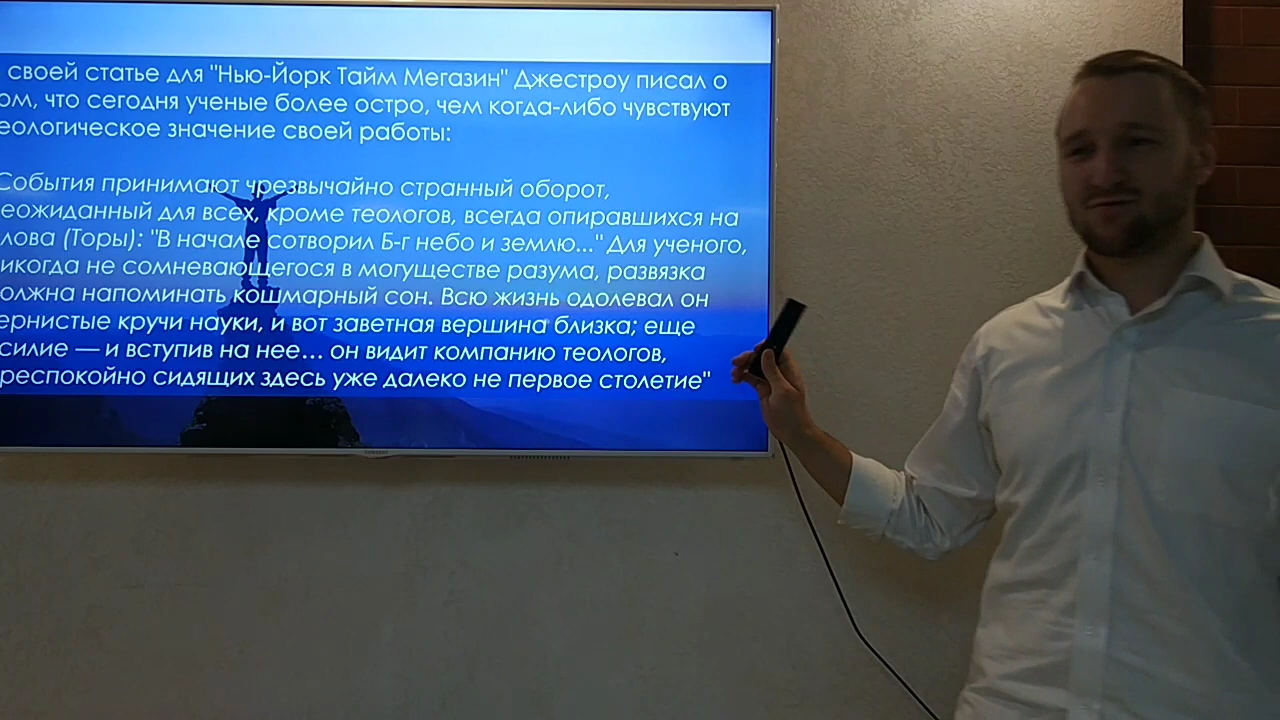 своей статье для "Нью-Йорк Тайм Мегазин" Джестроу писал о
ом, что сегодня ученые более остро, чем когда-либо чувствуют
еологическое значение своей работы:
События принимают чрезвычайно странный оборот,
еожиданный для всех, кроме теологов, всегда опиравшихся на
лова (Торы): "В начале сотворил Б-г небо и землю..." Для ученого,
икогда не сомневающегося в могуществе разума, развязка
олжна напоминать кошмарный сон. Всю жизнь одолевал он
ернистые кручи науки, и вот заветная вершина близка; еще
силие — и вступив на нее... он видит компанию теологов,
респокойно сидящих здесь уже далеко не первое столетие"
SAMSUNG